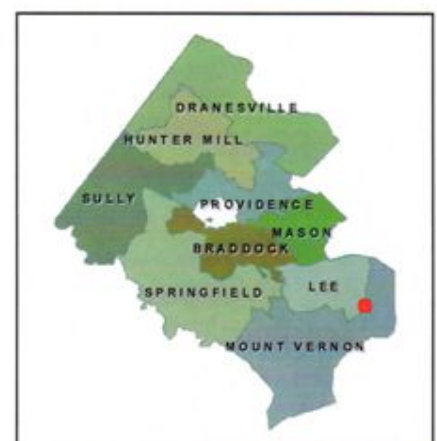 DRANESVILLE
HUNTER MILL
SULLY
PROVIDENCE
MASON
BRADDOCK
SPRINGFIELD
LEE
MOUNT VERNON